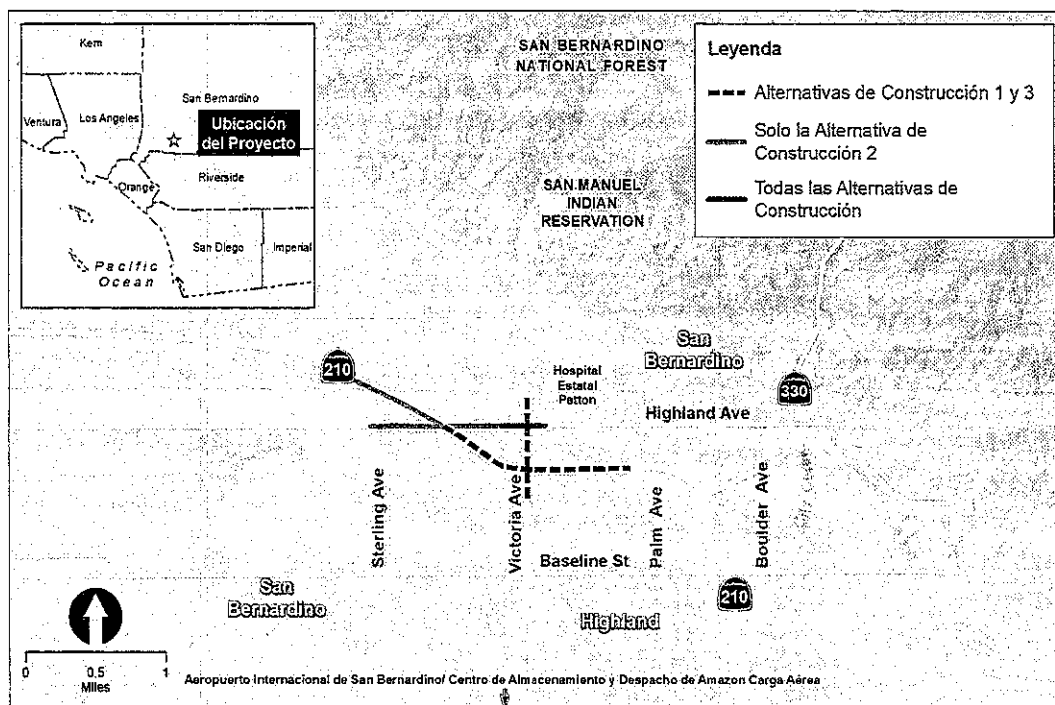 Kern
San Bernardino
Ventura
Los Angeles
Ubicación
del Proyecto
Orange
Riverside
San Diego
Imperial
Pacific
Ocean
SAN BERNARDINO
NATIONAL FOREST
SAN MANUEL
INDIAN
RESERVATION
Leyenda
Alternativas de Construcción 1 y 3
Solo la Alternativa de
Construcción 2
Todas las Alternativas de
Construcción
210
Hospital
Estatal
Patton
San
Bernardino
330
Highland Ave
Sterling Ave
Victoria Ave
Palm Ave
Boulder Ave
Baseline St
210
San
Bernardino
Highland
0
0.5
1
Miles
Aeropuerto Internacional de San Bernardino/ Centro de Almacenamiento y Despacho de Amazon Carga Aérea